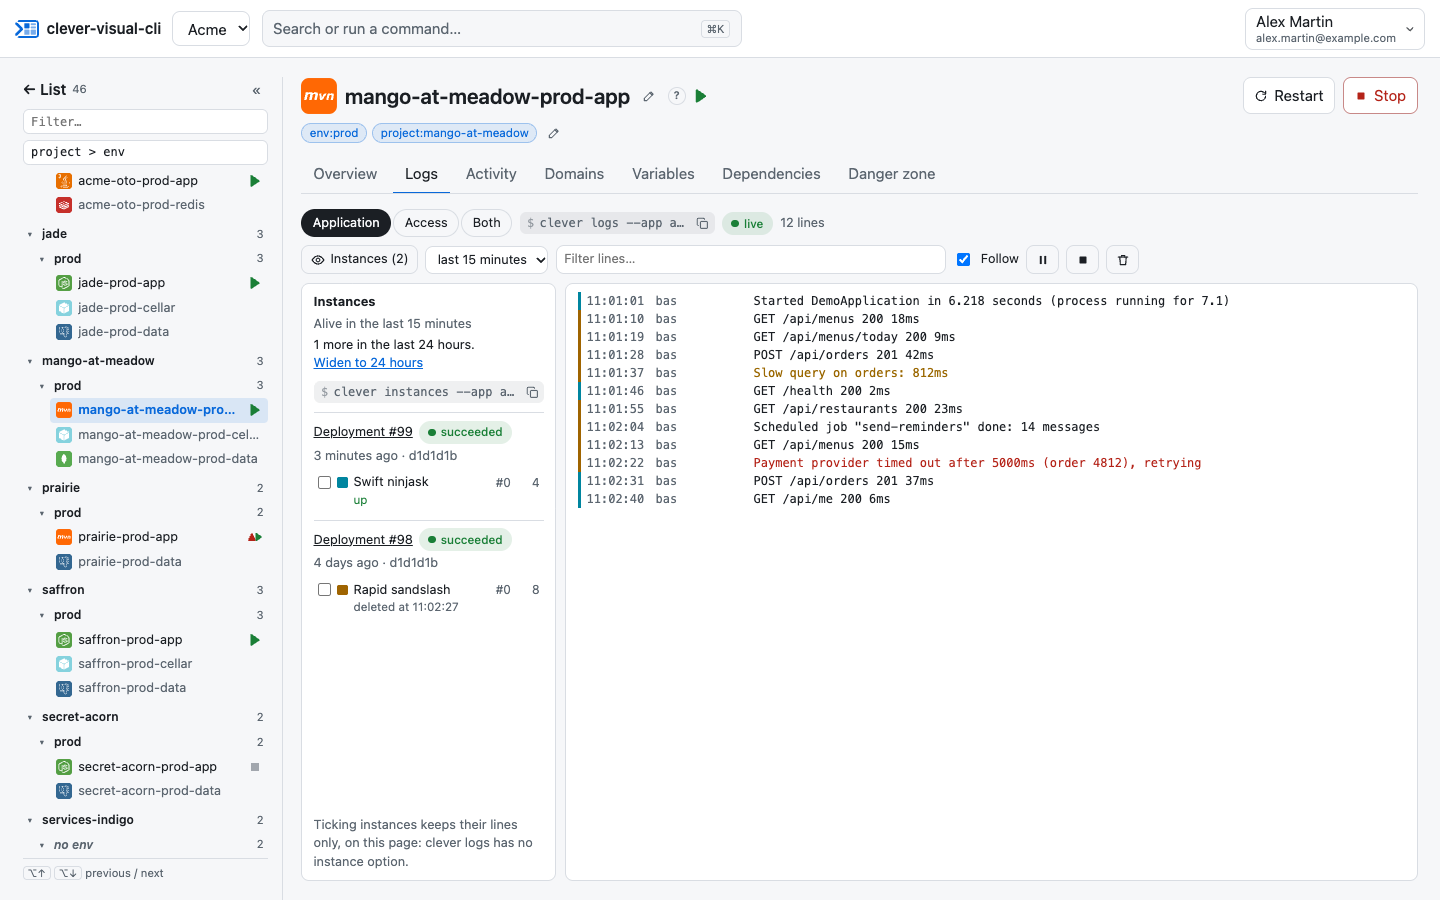 clever-visual-cli
Acme
Search or run a command...
⌘K
Alex Martin
alex.martin@example.com
← List 46
«
Filter…
project > env
acme-oto-prod-app
acme-oto-prod-redis
jade 3
prod 3
jade-prod-app
jade-prod-cellar
jade-prod-data
mango-at-meadow 3
prod 3
mango-at-meadow-pro...
mango-at-meadow-prod-cel...
mango-at-meadow-prod-data
prairie 2
prod 2
prairie-prod-app
prairie-prod-data
saffron 3
prod 3
saffron-prod-app
saffron-prod-cellar
saffron-prod-data
secret-acorn 2
prod 2
secret-acorn-prod-app
secret-acorn-prod-data
services-indigo 2
no env 2
⌥↑ ⌥↓ previous / next
mvn
mango-at-meadow-prod-app
?
Restart
Stop
env:prod
project:mango-at-meadow
Overview
Logs
Activity
Domains
Variables
Dependencies
Danger zone
Application
Access
Both
$ clever logs --app a…
live
12 lines
Instances (2)
last 15 minutes
Filter lines...
Follow
Instances
Alive in the last 15 minutes
1 more in the last 24 hours.
Widen to 24 hours
$ clever instances --app a…
Deployment #99 succeeded
3 minutes ago · d1d1d1b
Swift ninjask #0 4
up
Deployment #98 succeeded
4 days ago · d1d1d1b
Rapid sandslash #0 8
deleted at 11:02:27
Ticking instances keeps their lines
only, on this page: clever logs has no
instance option.
11:01:01 bas Started DemoApplication in 6.218 seconds (process running for 7.1)
11:01:10 bas GET /api/menus 200 18ms
11:01:19 bas GET /api/menus/today 200 9ms
11:01:28 bas POST /api/orders 201 42ms
11:01:37 bas Slow query on orders: 812ms
11:01:46 bas GET /health 200 2ms
11:01:55 bas GET /api/restaurants 200 23ms
11:02:04 bas Scheduled job "send-reminders" done: 14 messages
11:02:13 bas GET /api/menus 200 15ms
11:02:22 bas Payment provider timed out after 5000ms (order 4812), retrying
11:02:31 bas POST /api/orders 201 37ms
11:02:40 bas GET /api/me 200 6ms